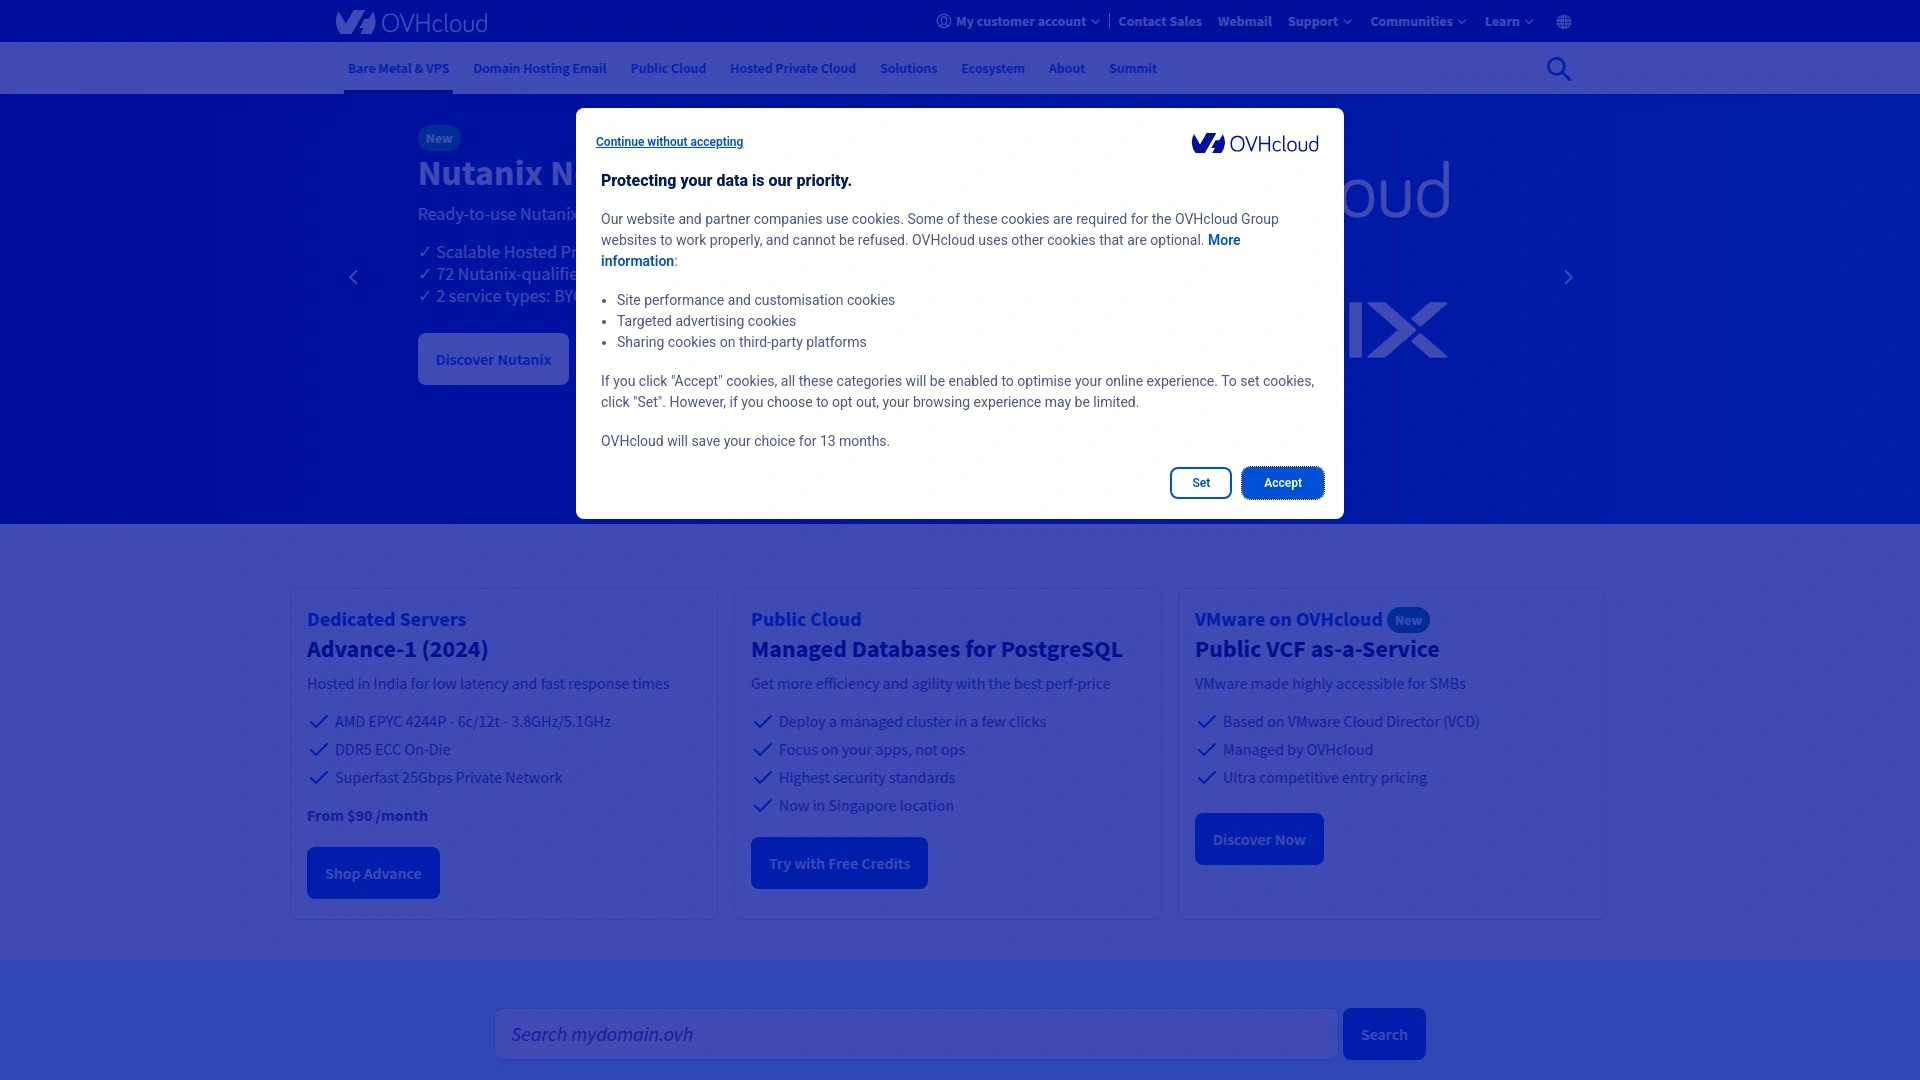 OVHcloud
My customer account
Contact Sales
Webmail
Support
Communities
Learn
Bare Metal & VPS
Domain Hosting Email
Public Cloud
Hosted Private Cloud
Solutions
Ecosystem
About
Summit
New
Nutanix N
Ready-to-use Nutanix
✓ Scalable Hosted Pr
✓ 72 Nutanix-qualifie
✓ 2 service types: BYO
Discover Nutanix
oud
IX
Continue without accepting
OVHcloud
Protecting your data is our priority.
Our website and partner companies use cookies. Some of these cookies are required for the OVHcloud Group
websites to work properly, and cannot be refused. OVHcloud uses other cookies that are optional. More
information:
• Site performance and customisation cookies
• Targeted advertising cookies
• Sharing cookies on third-party platforms
If you click "Accept" cookies, all these categories will be enabled to optimise your online experience. To set cookies,
click "Set". However, if you choose to opt out, your browsing experience may be limited.
OVHcloud will save your choice for 13 months.
Set
Accept
Dedicated Servers
Advance-1 (2024)
Hosted in India for low latency and fast response times
AMD EPYC 4244P - 6c/12t - 3.8GHz/5.1GHz
DDR5 ECC On-Die
Superfast 25Gbps Private Network
From $90 /month
Shop Advance
Public Cloud
Managed Databases for PostgreSQL
Get more efficiency and agility with the best perf-price
Deploy a managed cluster in a few clicks
Focus on your apps, not ops
Highest security standards
Now in Singapore location
Try with Free Credits
VMware on OVHcloud New
Public VCF as-a-Service
VMware made highly accessible for SMBs
Based on VMware Cloud Director (VCD)
Managed by OVHcloud
Ultra competitive entry pricing
Discover Now
Search mydomain.ovh
Search